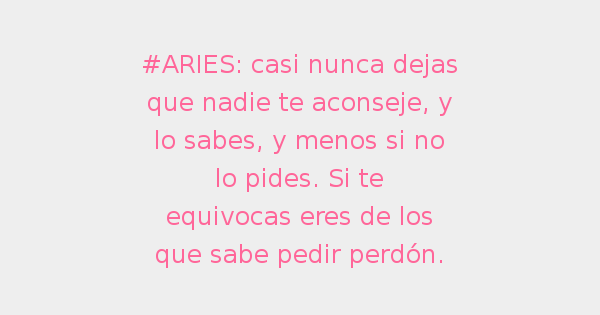 #ARIES: casi nunca dejas
que nadie te aconseje, y
lo sabes, y menos si no
lo pides. Si te
equivocas eres de los
que sabe pedir perdón.